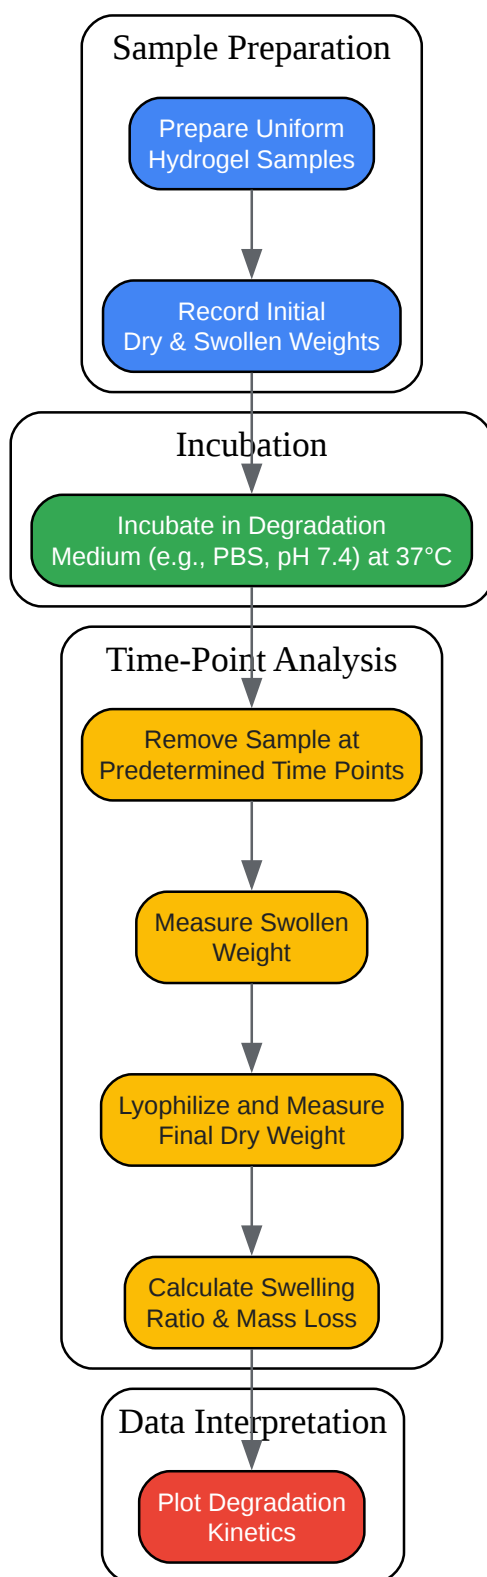 Sample Preparation
Prepare Uniform
Hydrogel Samples
Record Initial
Dry & Swollen Weights
Incubation
Incubate in Degradation
Medium (e.g., PBS, pH 7.4) at 37°C
Time-Point Analysis
Remove Sample at
Predetermined Time Points
Measure Swollen
Weight
Lyophilize and Measure
Final Dry Weight
Calculate Swelling
Ratio & Mass Loss
Data Interpretation
Plot Degradation
Kinetics